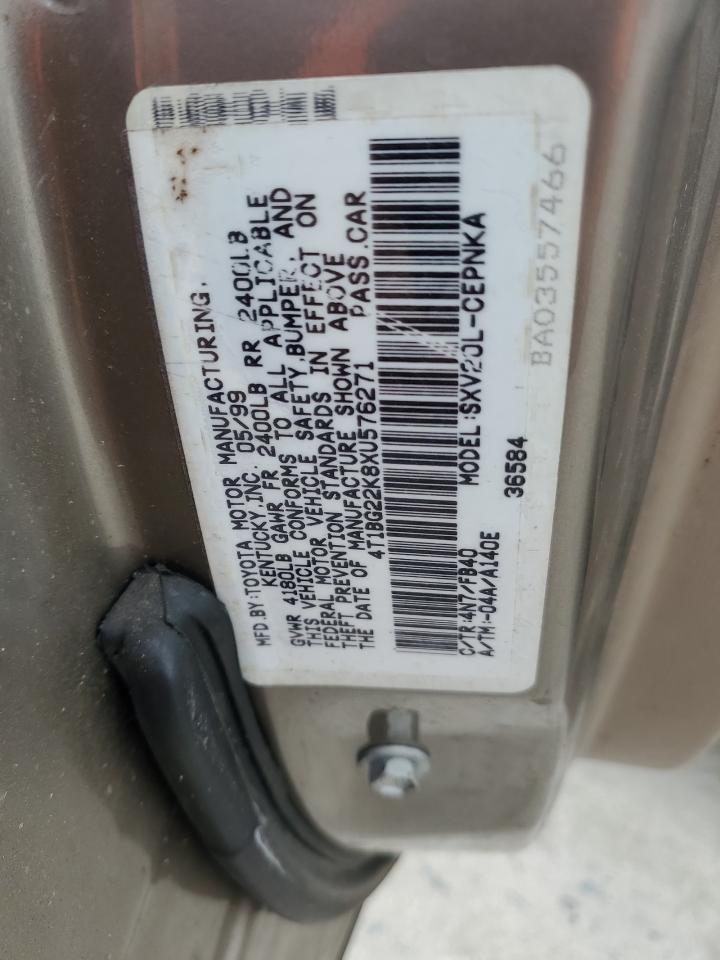 MFD.BY:TOYOTA MOTOR MANUFACTURING,
KENTUCKY,INC. 05/99
GVWR 4180LB GAWR FR 2400LB RR 2400LB
THIS VEHICLE CONFORMS TO ALL APPLICABLE
FEDERAL MOTOR VEHICLE SAFETY,BUMPER, AND
THEFT PREVENTION STANDARDS IN EFFECT ON
THE DATE OF MANUFACTURE SHOWN ABOVE
4T1BG22K8XU576271 PASS.CAR
MODEL:SXV20L-CEPNKA
C/TR:4N7/FB40
A/TM:-04A/A140E 36584
BA03557466